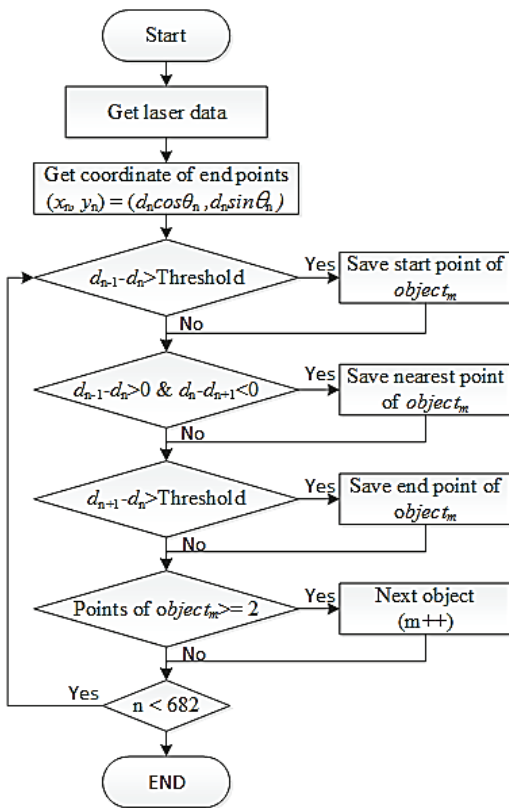 Start
Get laser data
Get coordinate of end points
(xₙ, yₙ) = (dₙcosθₙ, dₙsinθₙ)
dₙ₋₁-dₙ>Threshold
Yes
Save start point of
objectₘ
No
dₙ₋₁-dₙ>0 & dₙ-dₙ₊₁<0
Yes
Save nearest point
of objectₘ
No
dₙ₊₁-dₙ>Threshold
Yes
Save end point of
objectₘ
No
Points of objectₘ>= 2
Yes
Next object
(m++)
No
Yes
n < 682
END